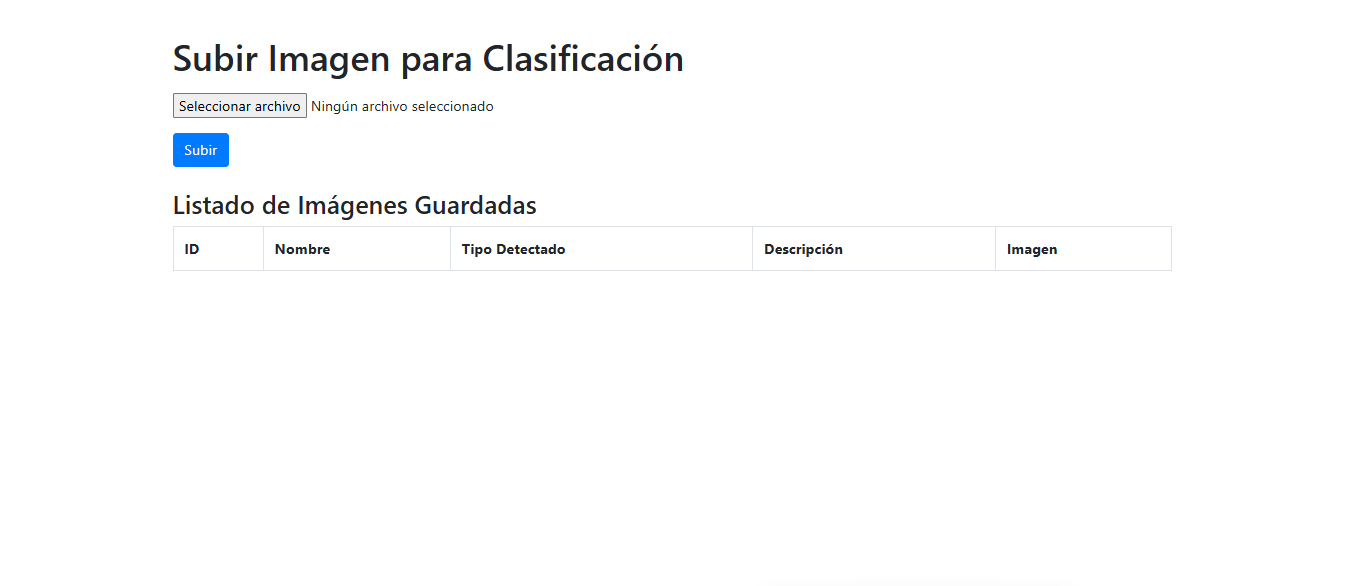 Subir Imagen para Clasificación
Seleccionar archivo Ningún archivo seleccionado
Subir
Listado de Imágenes Guardadas
ID Nombre Tipo Detectado Descripción Imagen